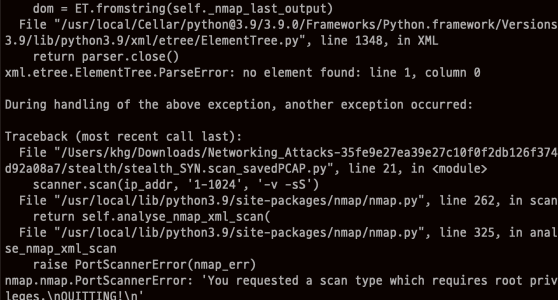 dom = ET.fromstring(self._nmap_last_output)
File "/usr/local/Cellar/python@3.9/3.9.0/Frameworks/Python.framework/Versions
3.9/lib/python3.9/xml/etree/ElementTree.py", line 1348, in XML
return parser.close()
xml.etree.ElementTree.ParseError: no element found: line 1, column 0
During handling of the above exception, another exception occurred:
Traceback (most recent call last):
File "/Users/khg/Downloads/Networking_Attacks-35fe9e27ea39e27c10f0f2db126f374
d92a08a7/stealth/stealth_SYN.scan_savedPCAP.py", line 21, in <module>
scanner.scan(ip_addr, '1-1024', '-v -sS')
File "/usr/local/lib/python3.9/site-packages/nmap/nmap.py", line 262, in scan
return self.analyse_nmap_xml_scan(
File "/usr/local/lib/python3.9/site-packages/nmap/nmap.py", line 325, in anal
se_nmap_xml_scan
raise PortScannerError(nmap_err)
nmap.nmap.PortScannerError: 'You requested a scan type which requires root priv
leges.\nQUITTING!\n'